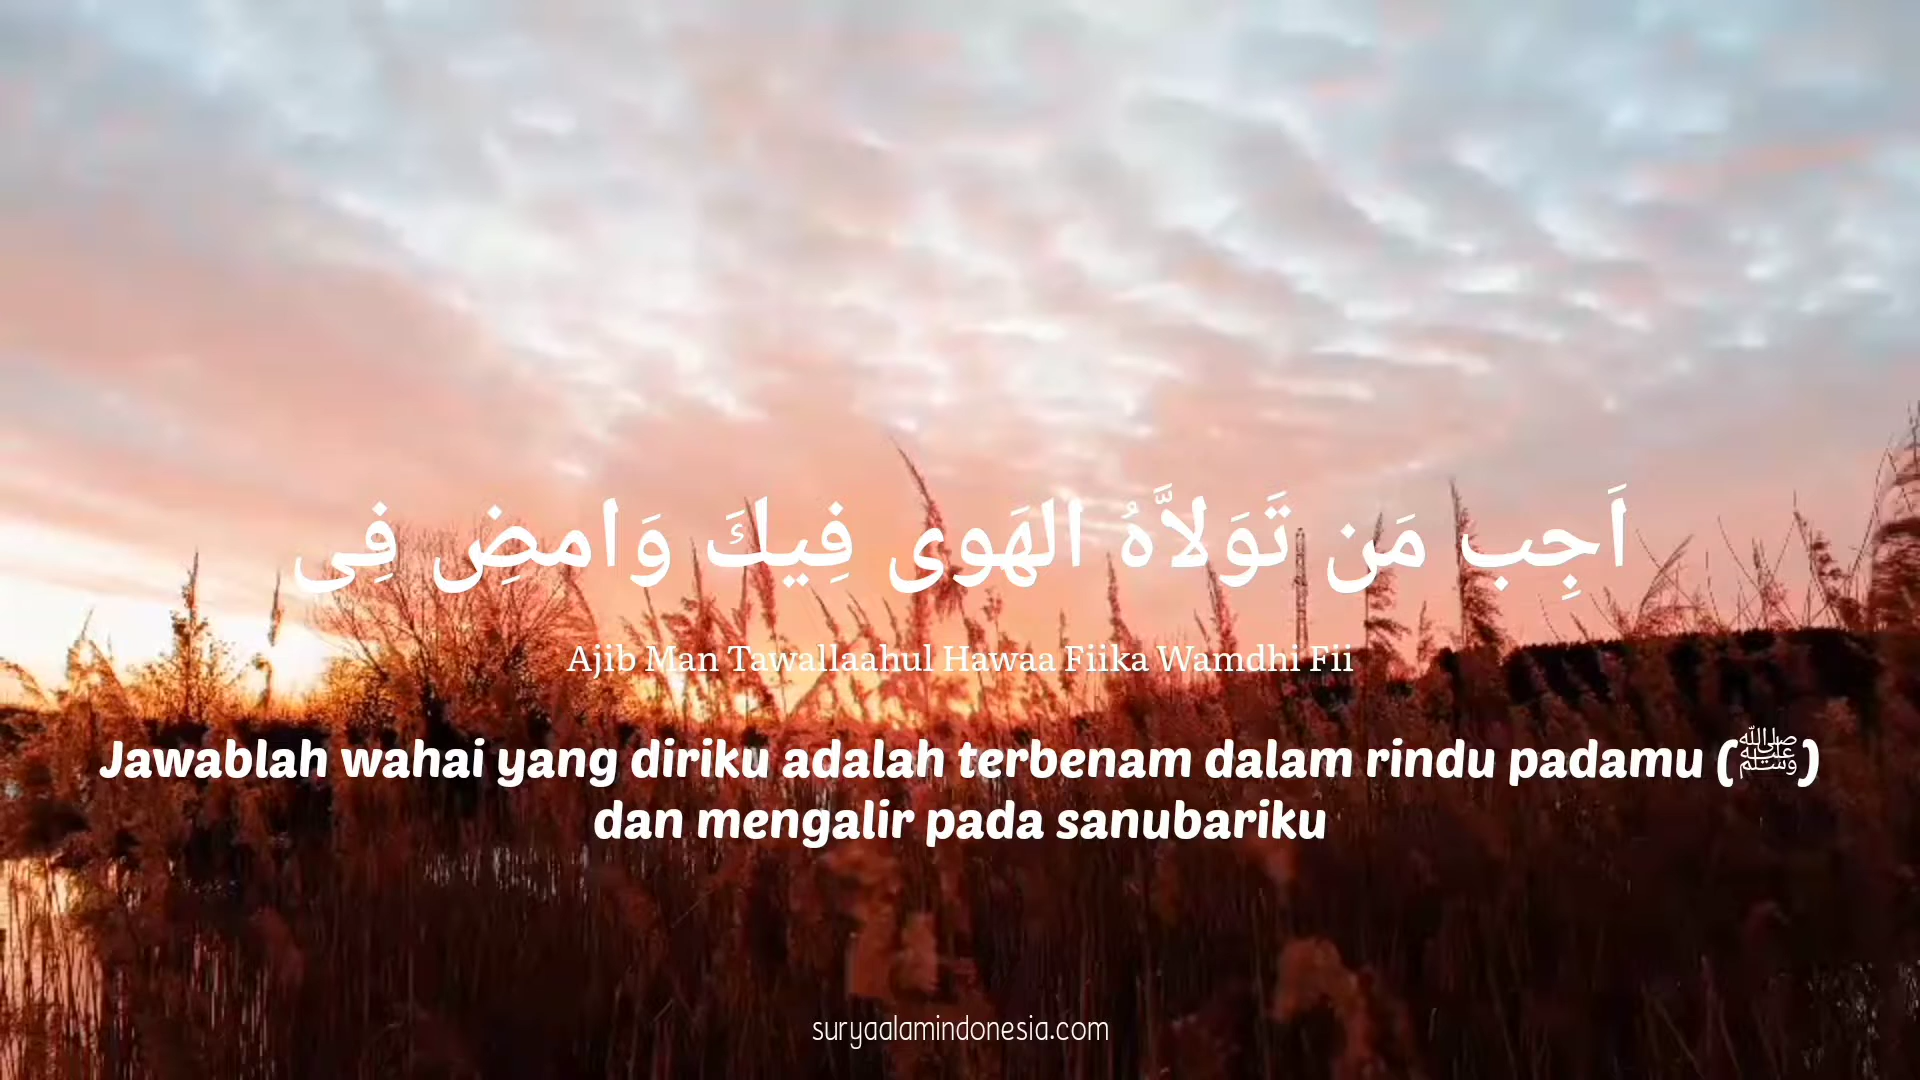 اَجِب مَن تَوَلاَّهُ الهَوى فِيكَ وَامضِ فِى
Ajib Man Tawallaahul Hawaa Fiika Wamdhi Fii
Jawablah wahai yang diriku adalah terbenam dalam rindu padamu (ﷺ)
dan mengalir pada sanubariku
suryaalamindonesia.com